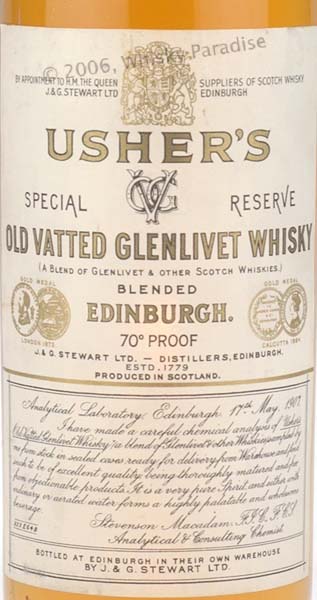 © 2006, Whisky Paradise
BY APPOINTMENT TO H.M. THE QUEEN
J. & G. STEWART LTD
SUPPLIERS OF SCOTCH WHISKY
EDINBURGH
USHER'S
SPECIAL OVG RESERVE
OLD VATTED GLENLIVET WHISKY
(A BLEND OF GLENLIVET & OTHER SCOTCH WHISKIES.)
BLENDED
GOLD MEDAL
LONDON 1873
EDINBURGH.
GOLD MEDAL
CALCUTTA 1884
70° PROOF
J. & G. STEWART LTD. — DISTILLERS, EDINBURGH.
ESTD. 1779
PRODUCED IN SCOTLAND.
Analytical Laboratory, Edinburgh, 17th May, 1907.
I have made a careful chemical analysis of "Usher's
Old Vatted Glenlivet Whisky" (a blend of Glenlivet & other Whiskies) sampled by
me from stock in sealed cases ready for delivery from Warehouse and find
such to be of excellent quality, being thoroughly matured and free
from objectionable products. It is a very pure Spirit and either with
ordinary or aerated water forms a highly palatable and wholesome
beverage.
Stevenson Macadam, F.I.C., F.C.S.,
Analytical & Consulting Chemist.
BOTTLED AT EDINBURGH IN THEIR OWN WAREHOUSE
BY J. & G. STEWART LTD.